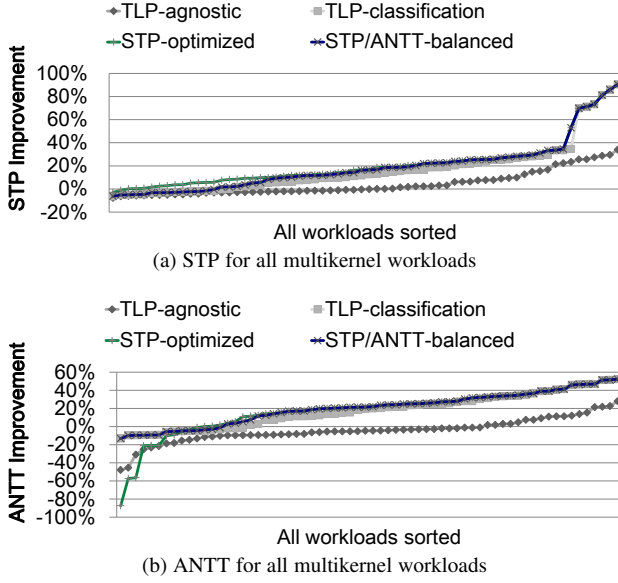 TLP-agnostic TLP-classification
STP-optimized STP/ANTT-balanced
STP Improvement
100%
80%
60%
40%
20%
0%
-20%
All workloads sorted
(a) STP for all multikernel workloads
TLP-agnostic TLP-classification
STP-optimized STP/ANTT-balanced
ANTT Improvement
60%
40%
20%
0%
-20%
-40%
-60%
-80%
-100%
All workloads sorted
(b) ANTT for all multikernel workloads